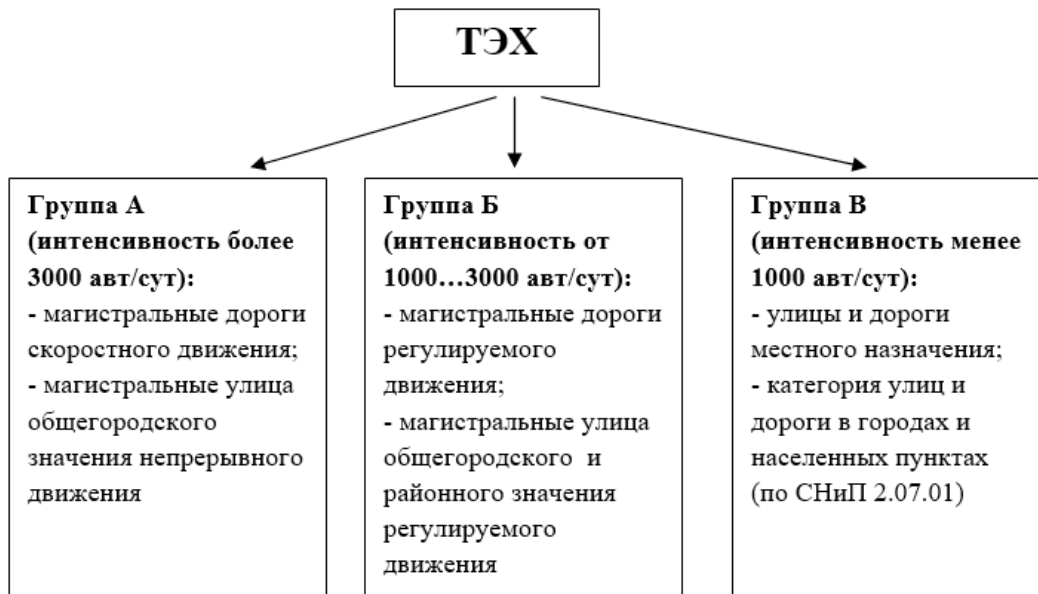 ТЭХ
Группа А
(интенсивность более
3000 авт/сут):
- магистральные дороги
скоростного движения;
- магистральные улица
общегородского
значения непрерывного
движения
Группа Б
(интенсивность от
1000…3000 авт/сут):
- магистральные дороги
регулируемого
движения;
- магистральные улица
общегородского и
районного значения
регулируемого
движения
Группа В
(интенсивность менее
1000 авт/сут):
- улицы и дороги
местного назначения;
- категория улиц и
дороги в городах и
населенных пунктах
(по СНиП 2.07.01)